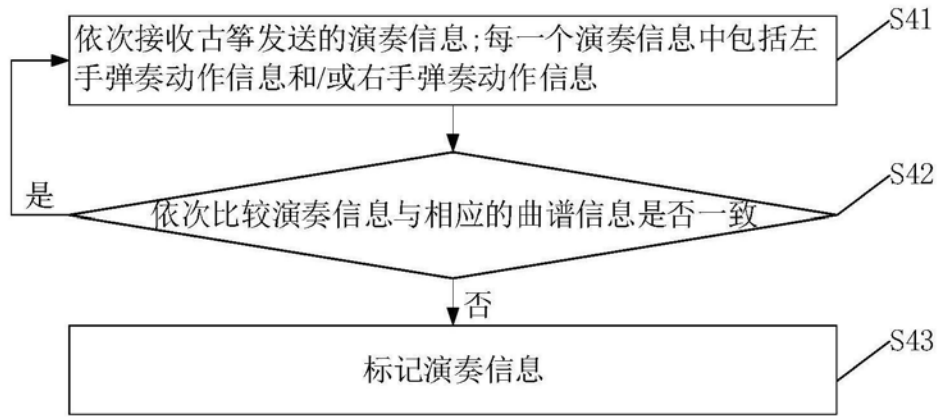 S41
依次接收古筝发送的演奏信息;每一个演奏信息中包括左
手弹奏动作信息和/或右手弹奏动作信息
S42
是
依次比较演奏信息与相应的曲谱信息是否一致
否
S43
标记演奏信息